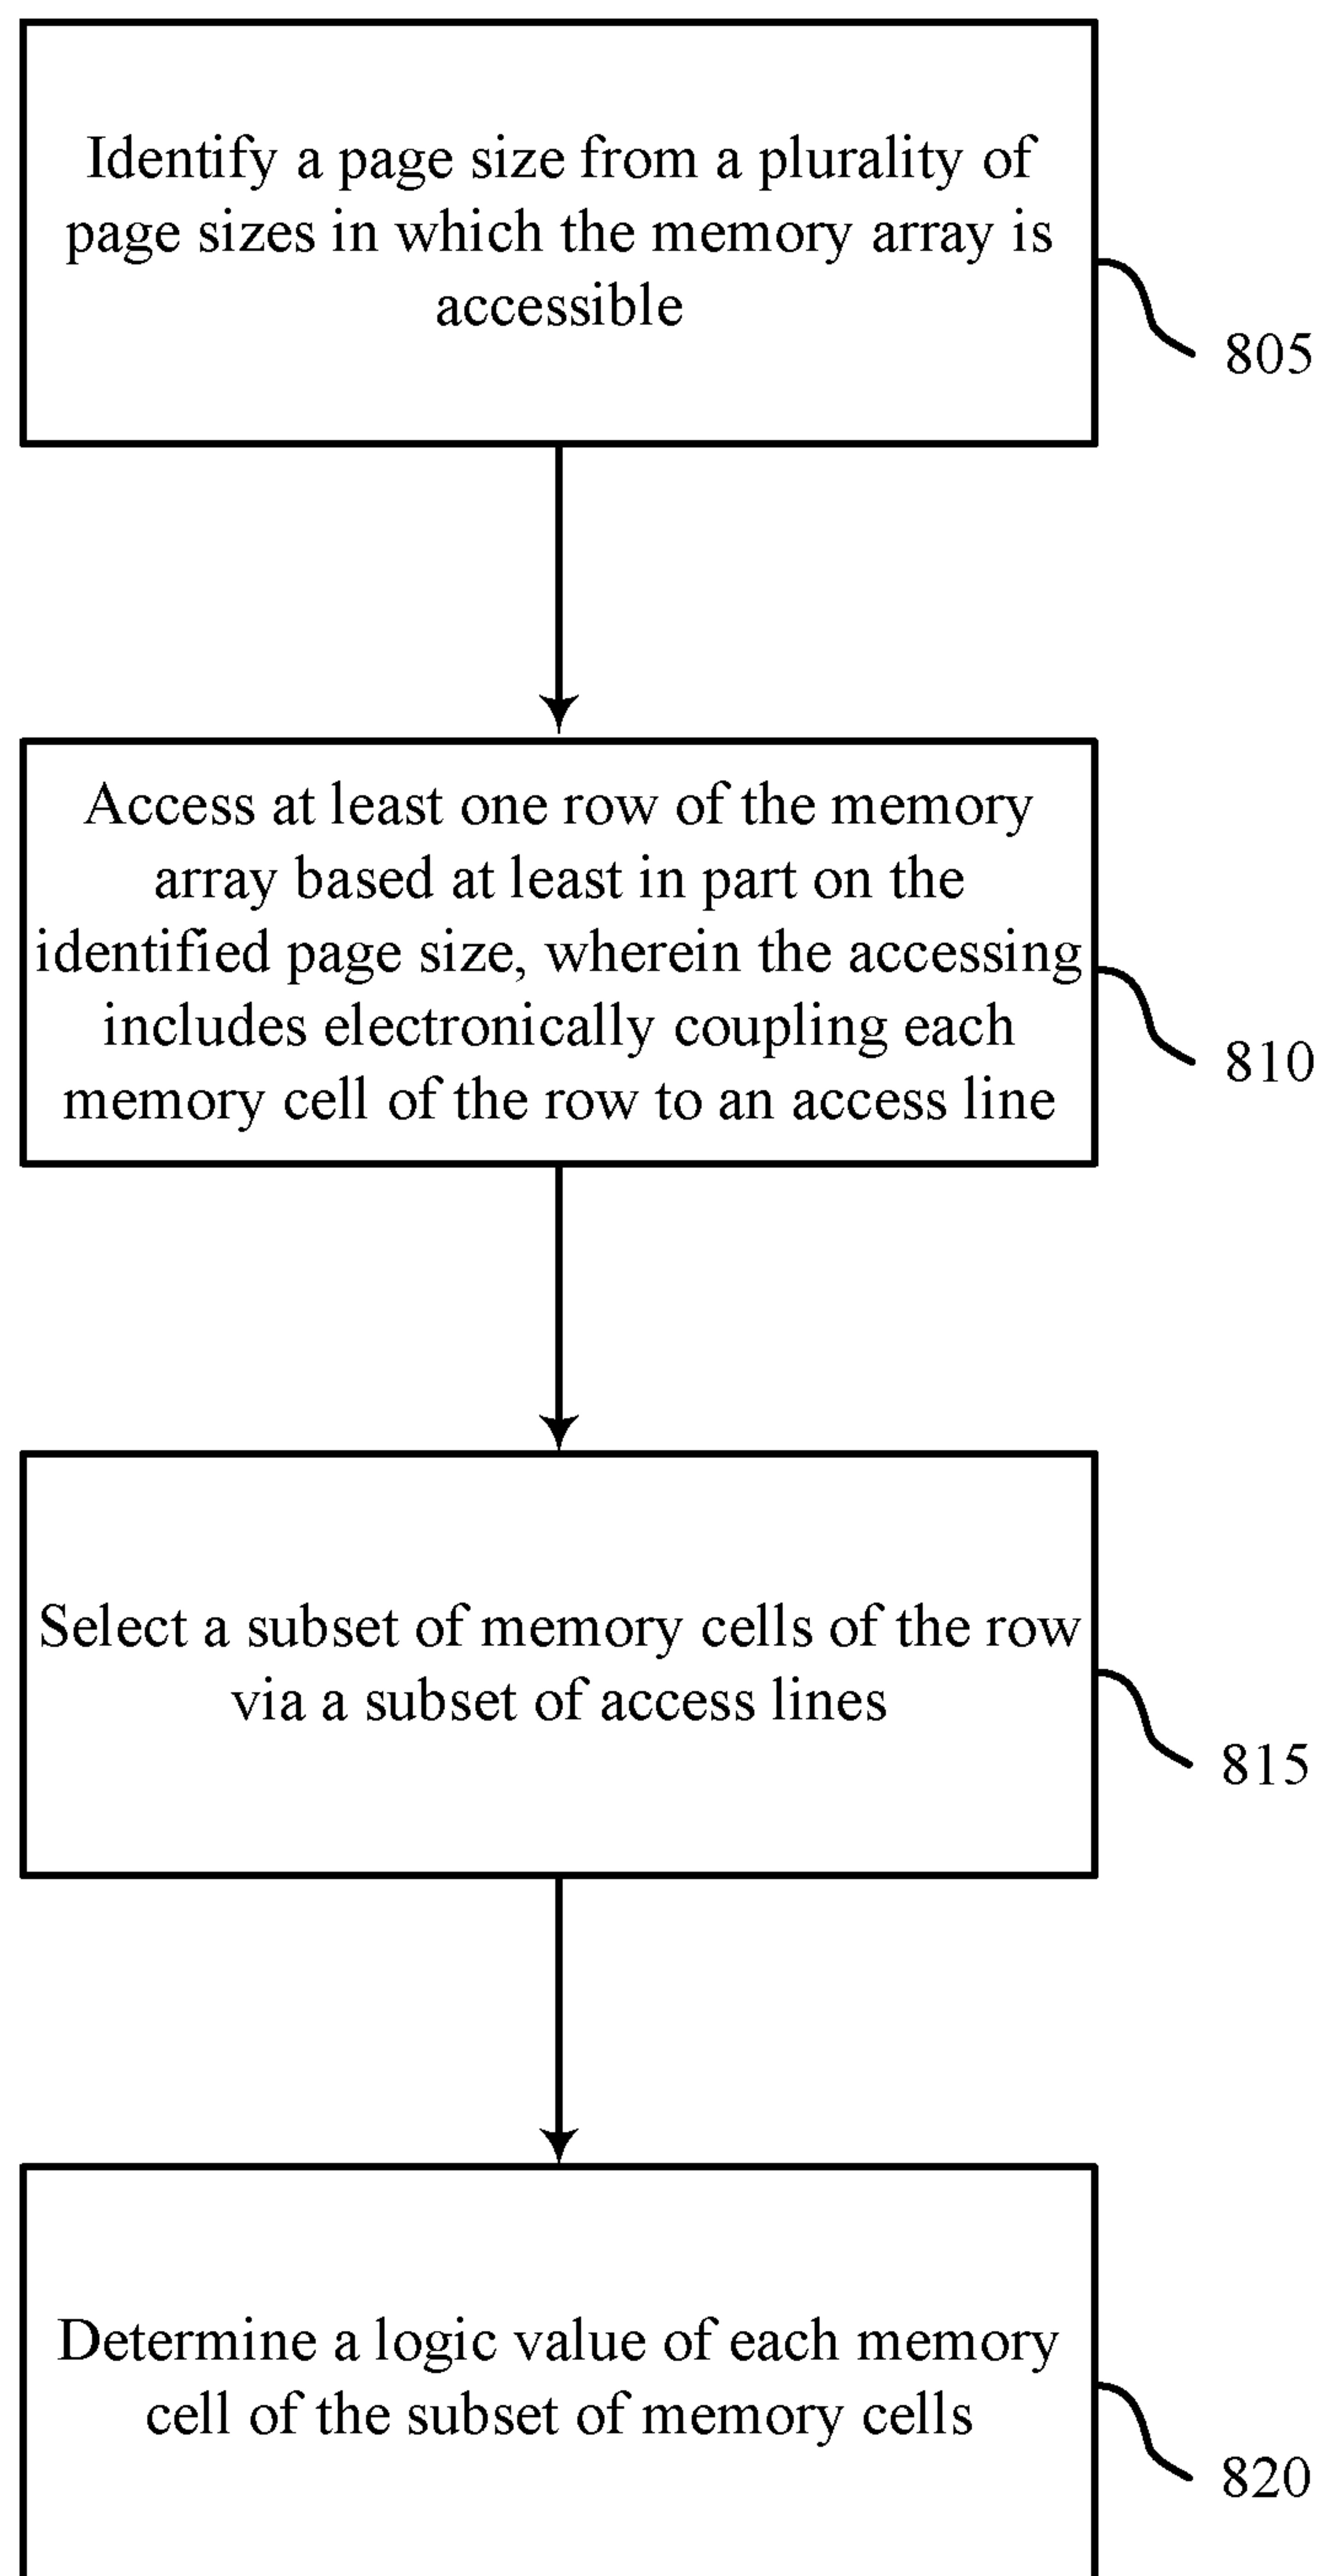 Identify a page size from a plurality of
page sizes in which the memory array is
accessible
805
Access at least one row of the memory
array based at least in part on the
identified page size, wherein the accessing
includes electronically coupling each
memory cell of the row to an access line
810
Select a subset of memory cells of the row
via a subset of access lines
815
Determine a logic value of each memory
cell of the subset of memory cells
820